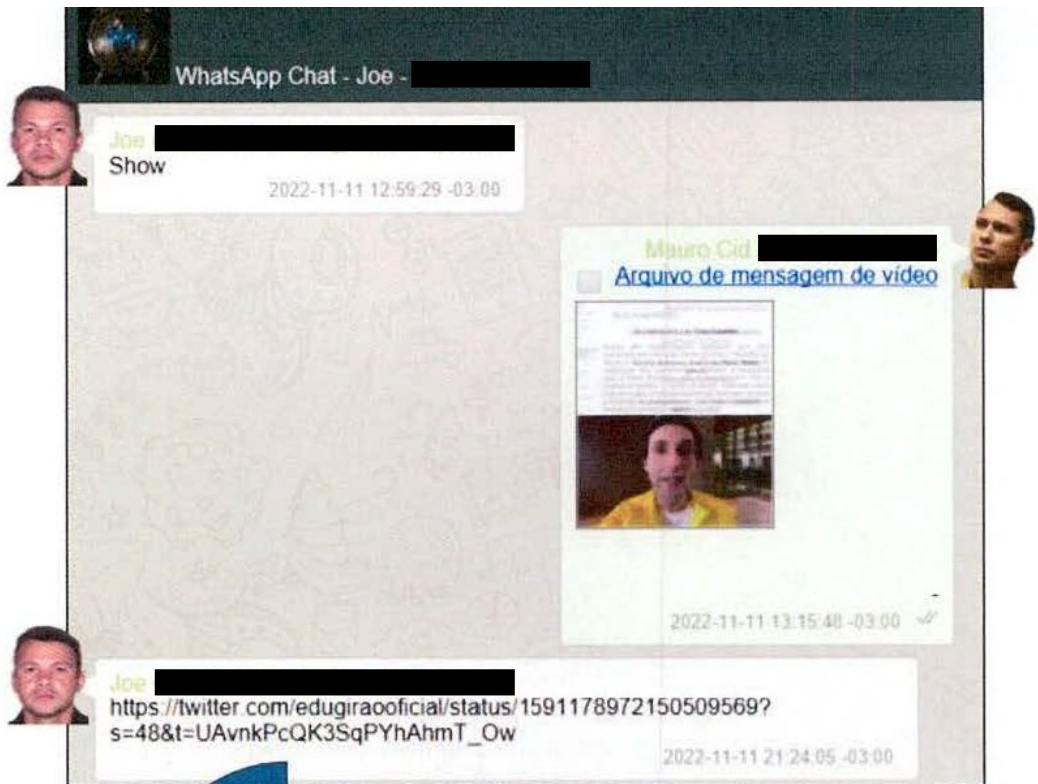 WhatsApp Chat - Joe -
Joe
Show
2022-11-11 12:59:29 -03:00
Mauro Cid
Arquivo de mensagem de vídeo
-
2022-11-11 13:15:48 -03:00
Joe
https://twitter.com/edugiraooficial/status/1591178972150509569?
s=48&t=UAvnkPcQK3SqPYhAhmT_Ow
2022-11-11 21:24:05 -03:00